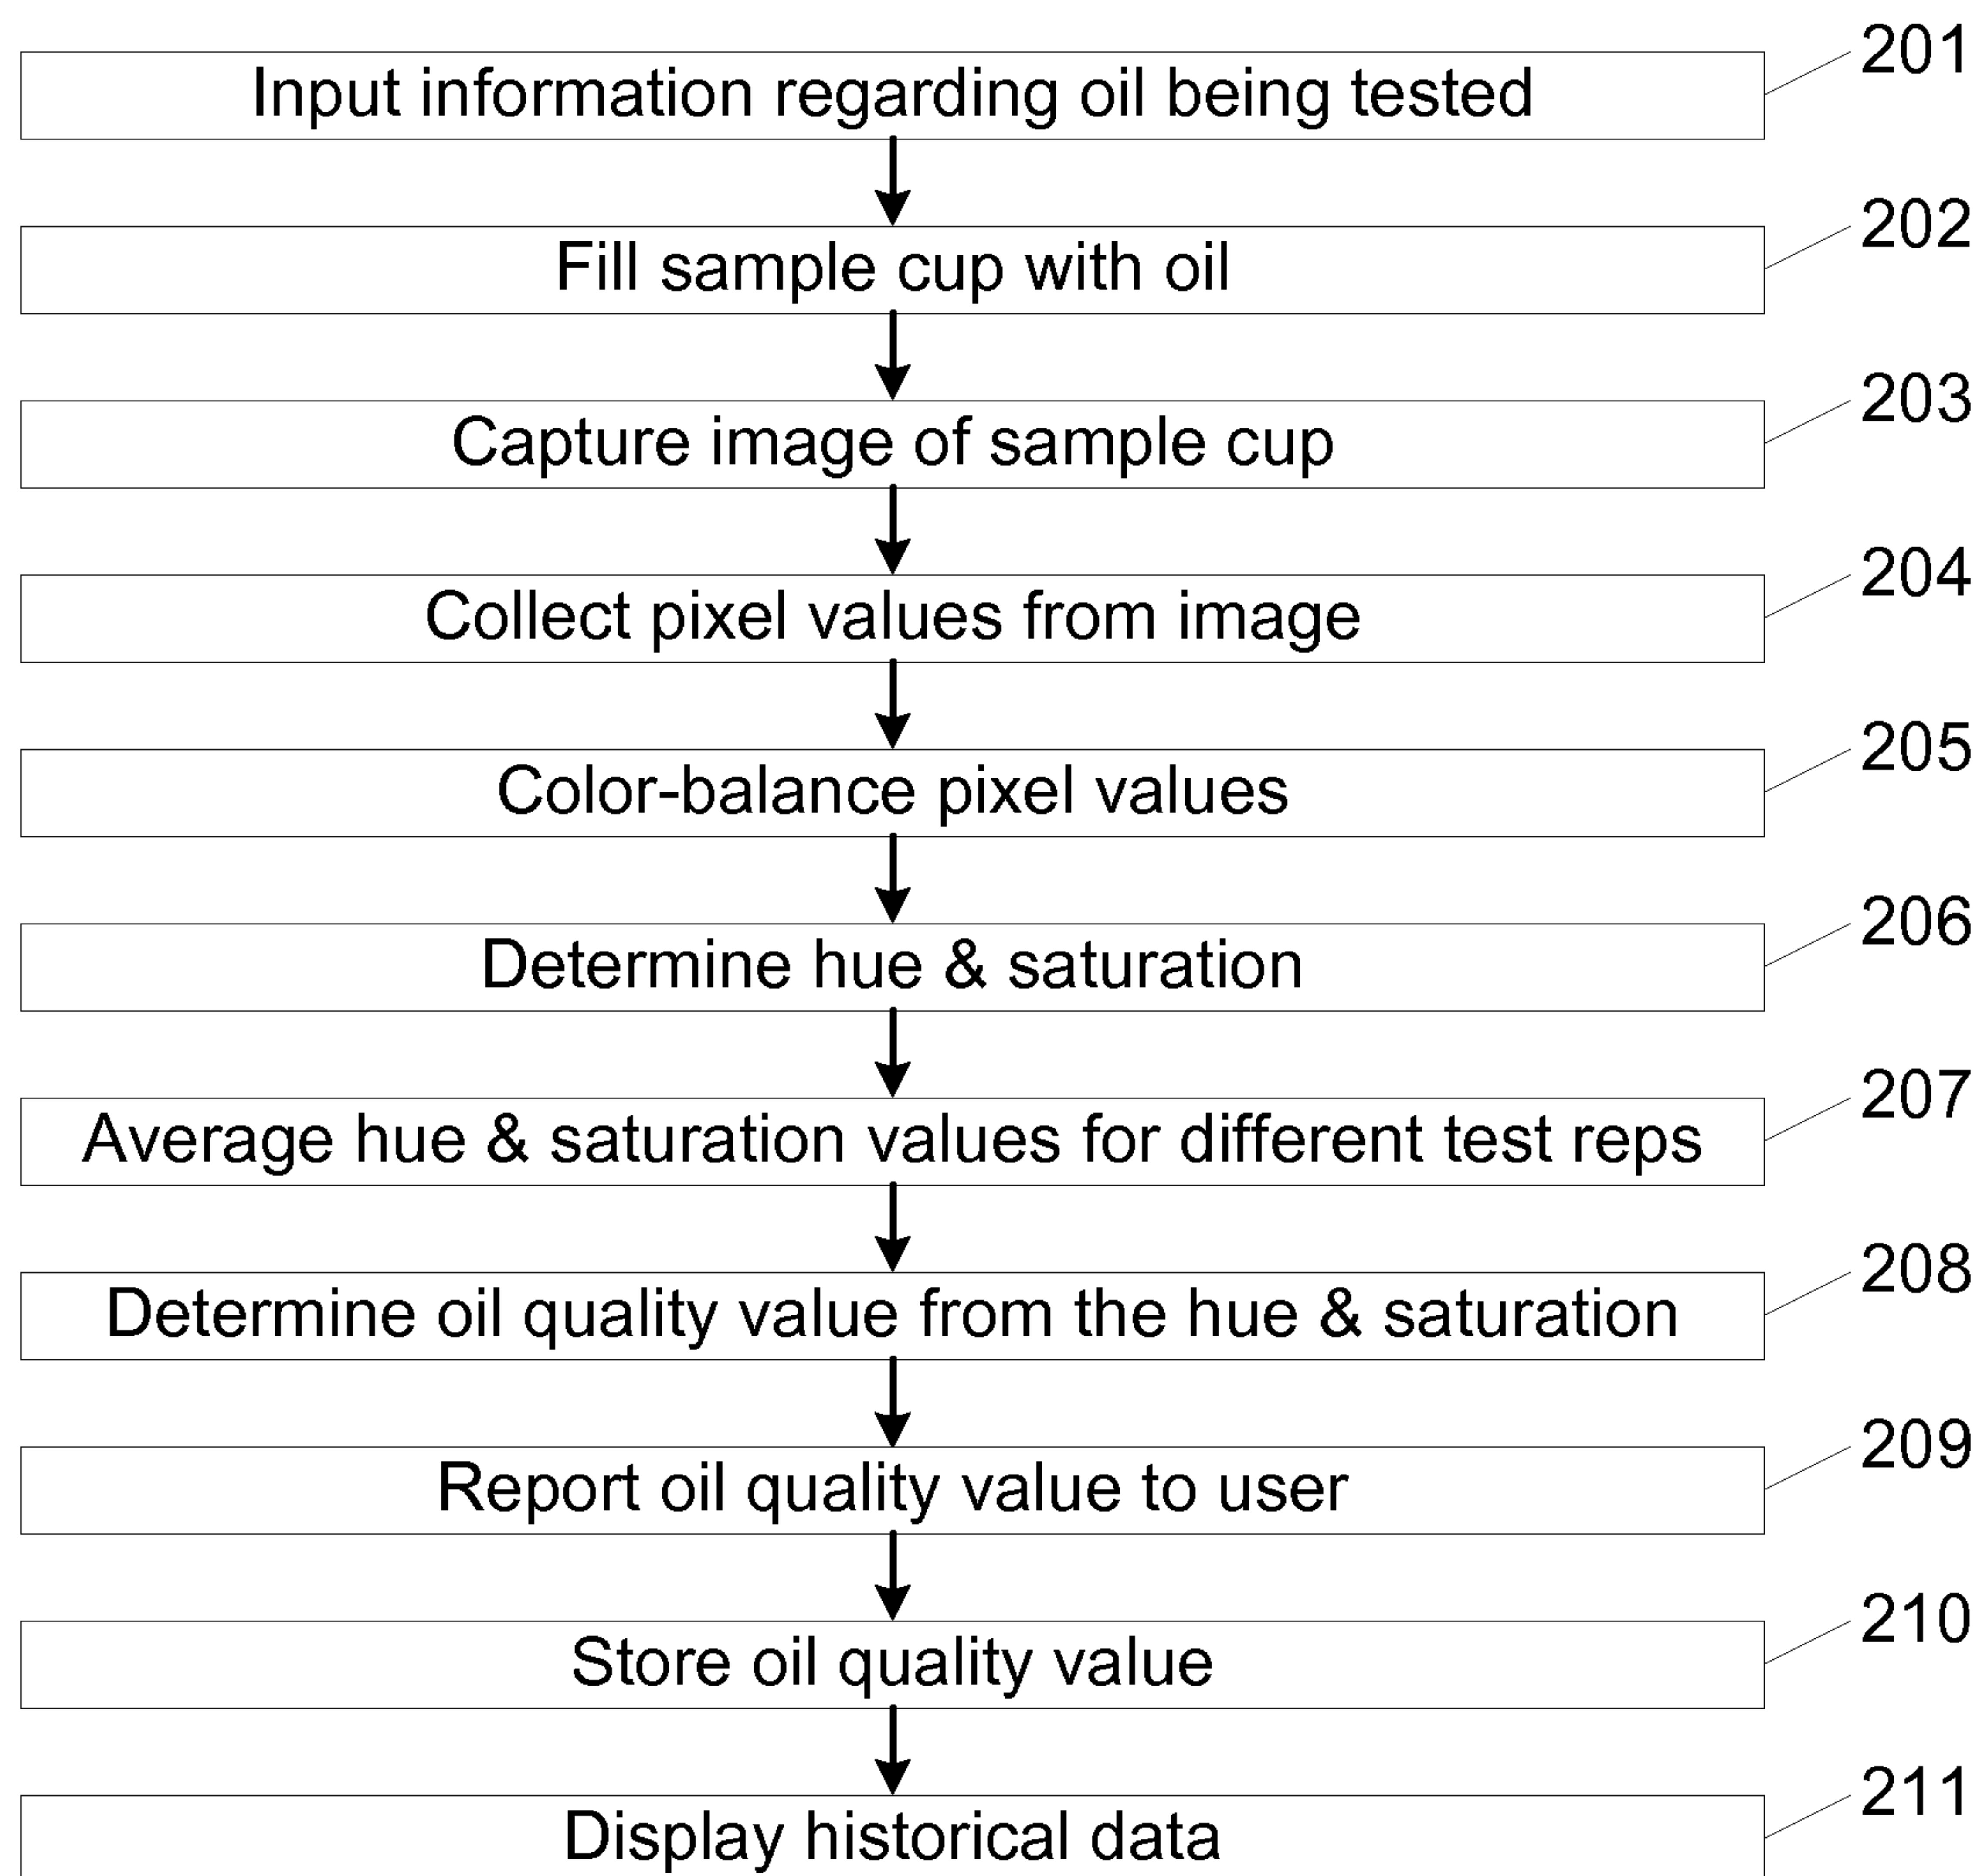 201
Input information regarding oil being tested
202
Fill sample cup with oil
203
Capture image of sample cup
204
Collect pixel values from image
205
Color-balance pixel values
206
Determine hue & saturation
207
Average hue & saturation values for different test reps
208
Determine oil quality value from the hue & saturation
209
Report oil quality value to user
210
Store oil quality value
211
Display historical data